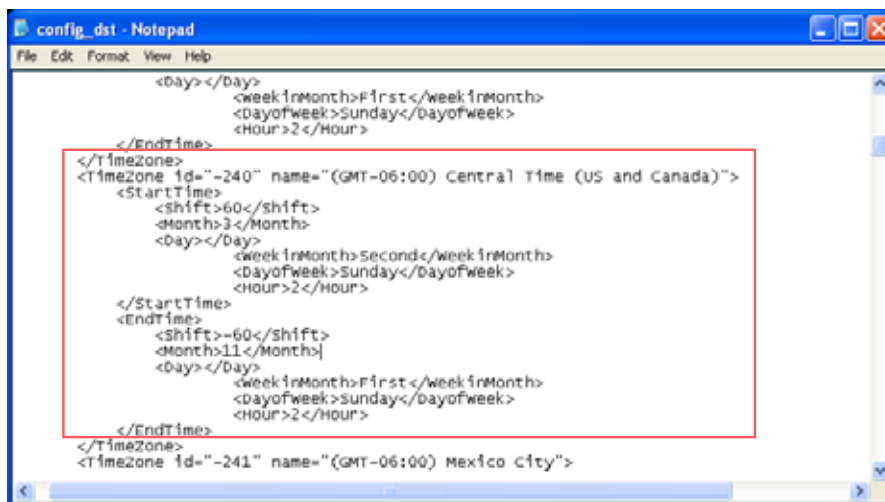 config_dst - Notepad
File Edit Format View Help
<Day></Day>
<WeekinMonth>First</WeekinMonth>
<DayofWeek>Sunday</DayofWeek>
<Hour>2</Hour>
</EndTime>
</TimeZone>
<TimeZone id="-240" name="(GMT-06:00) Central Time (US and Canada)">
<StartTime>
<Shift>60</Shift>
<Month>3</Month>
<Day></Day>
<WeekinMonth>Second</WeekinMonth>
<DayofWeek>Sunday</DayofWeek>
<Hour>2</Hour>
</StartTime>
<EndTime>
<Shift>-60</Shift>
<Month>11</Month>
<Day></Day>
<WeekinMonth>First</WeekinMonth>
<DayofWeek>Sunday</DayofWeek>
<Hour>2</Hour>
</EndTime>
</TimeZone>
<TimeZone id="-241" name="(GMT-06:00) Mexico City">